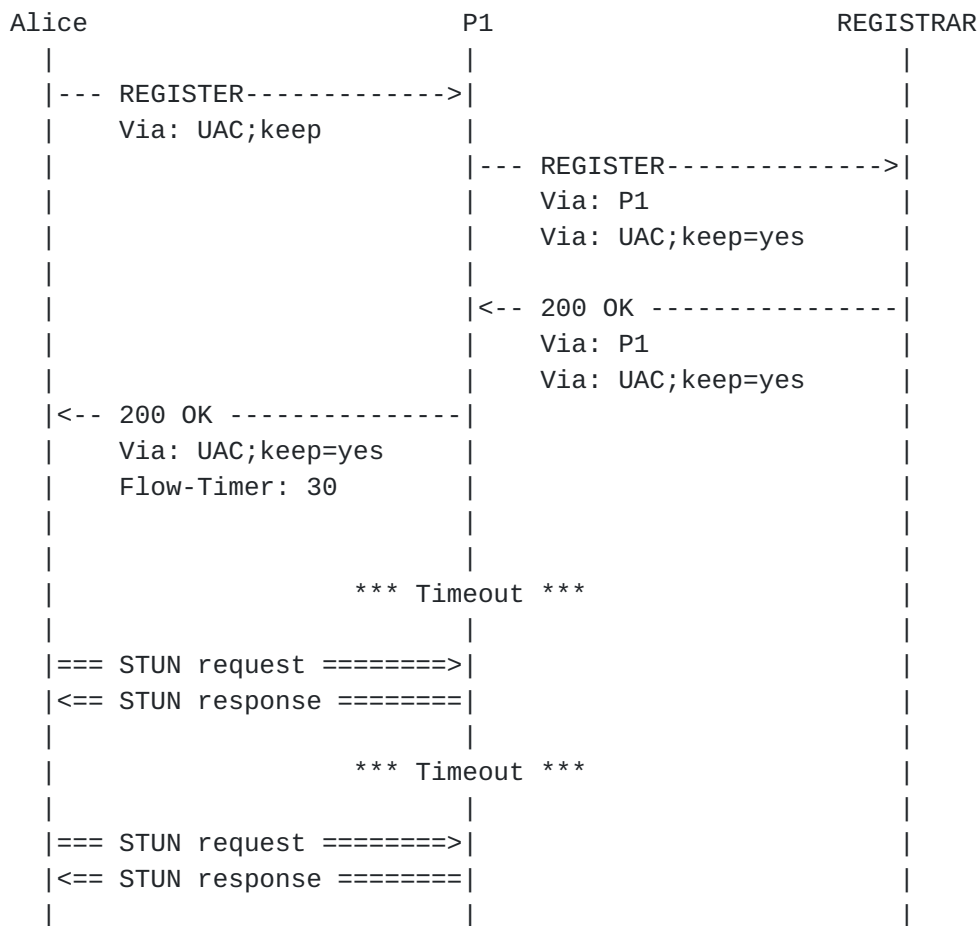 Alice P1 REGISTRAR
| | |
|--- REGISTER------------->| |
| Via: UAC;keep | |
| |--- REGISTER-------------->|
| | Via: P1 |
| | Via: UAC;keep=yes |
| | |
| |<-- 200 OK ----------------|
| | Via: P1 |
| | Via: UAC;keep=yes |
|<-- 200 OK ---------------| |
| Via: UAC;keep=yes | |
| Flow-Timer: 30 | |
| | |
| | |
| *** Timeout *** |
| | |
|=== STUN request ========>| |
|<== STUN response ========| |
| | |
| *** Timeout *** |
| | |
|=== STUN request ========>| |
|<== STUN response ========| |
| | |